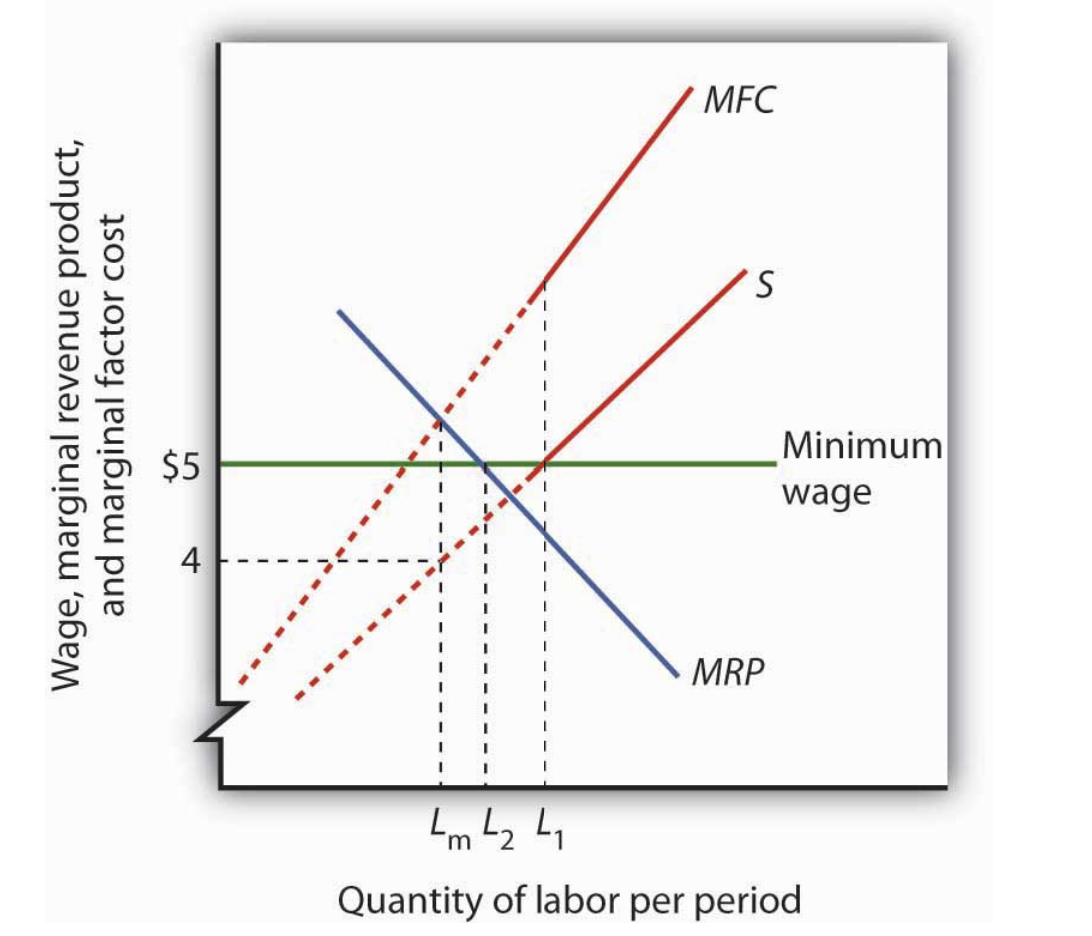 Wage, marginal revenue product,
and marginal factor cost
MFC
S
Minimum
wage
$5
4
MRP
Lm L2 L1
Quantity of labor per period